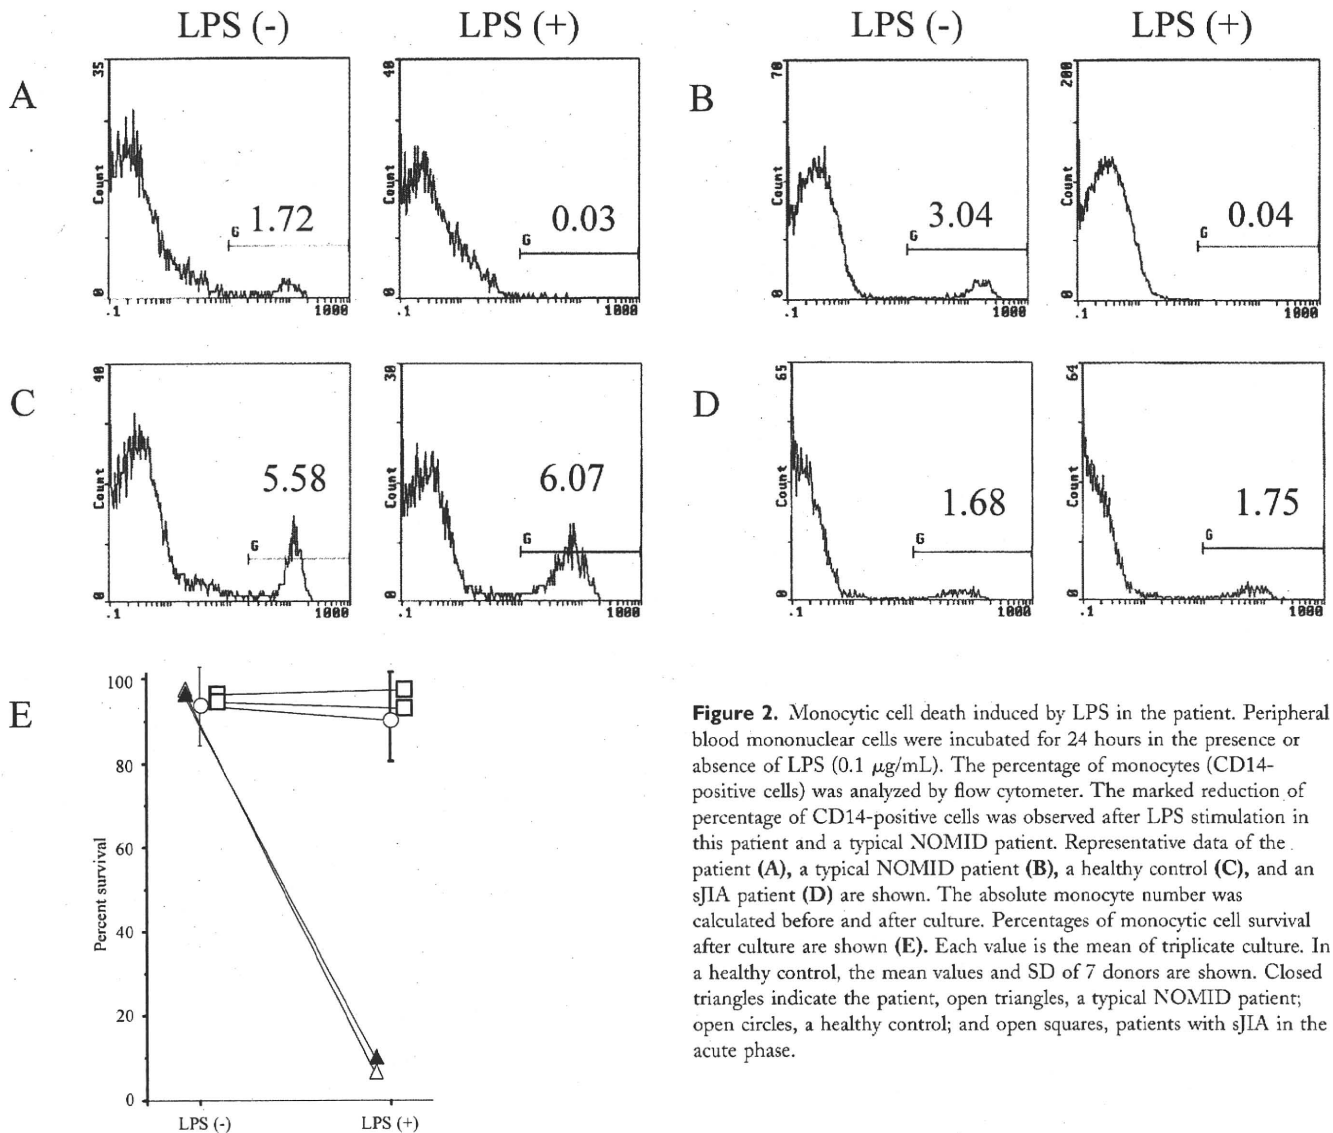 LPS (-) LPS (+) LPS (-) LPS (+)
A
35
Count
0
G
1.72
.1 1000
40
Count
0
G
0.03
.1 1000
B
70
Count
0
G
3.04
.1 1000
200
Count
0
G
0.04
.1 1000
C
40
Count
0
G
5.58
.1 1000
30
Count
0
G
6.07
.1 1000
D
65
Count
0
G
1.68
.1 1000
64
Count
0
G
1.75
.1 1000
E
Percent survival
100
80
60
40
20
0
LPS (-) LPS (+)
Figure 2. Monocytic cell death induced by LPS in the patient. Peripheral
blood mononuclear cells were incubated for 24 hours in the presence or
absence of LPS (0.1 μg/mL). The percentage of monocytes (CD14-
positive cells) was analyzed by flow cytometer. The marked reduction of
percentage of CD14-positive cells was observed after LPS stimulation in
this patient and a typical NOMID patient. Representative data of the
patient (A), a typical NOMID patient (B), a healthy control (C), and an
sJIA patient (D) are shown. The absolute monocyte number was
calculated before and after culture. Percentages of monocytic cell survival
after culture are shown (E). Each value is the mean of triplicate culture. In
a healthy control, the mean values and SD of 7 donors are shown. Closed
triangles indicate the patient, open triangles, a typical NOMID patient;
open circles, a healthy control; and open squares, patients with sJIA in the
acute phase.